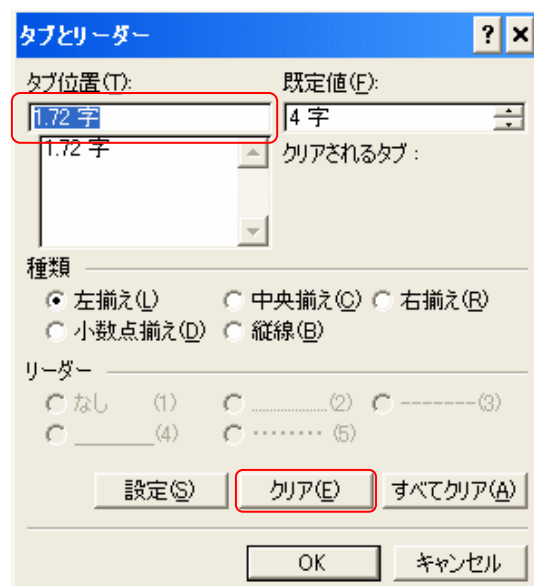 タブとリーダー
タブ位置(T): 既定値(F):
1.72 字 4 字
1.72 字 クリアされるタブ :
種類
左揃え(L) 中央揃え(C) 右揃え(R)
小数点揃え(D) 縦線(B)
リーダー
なし (1) ...................(2) -------(3)
________(4) ········ (5)
設定(S) クリア(E) すべてクリア(A)
OK キャンセル